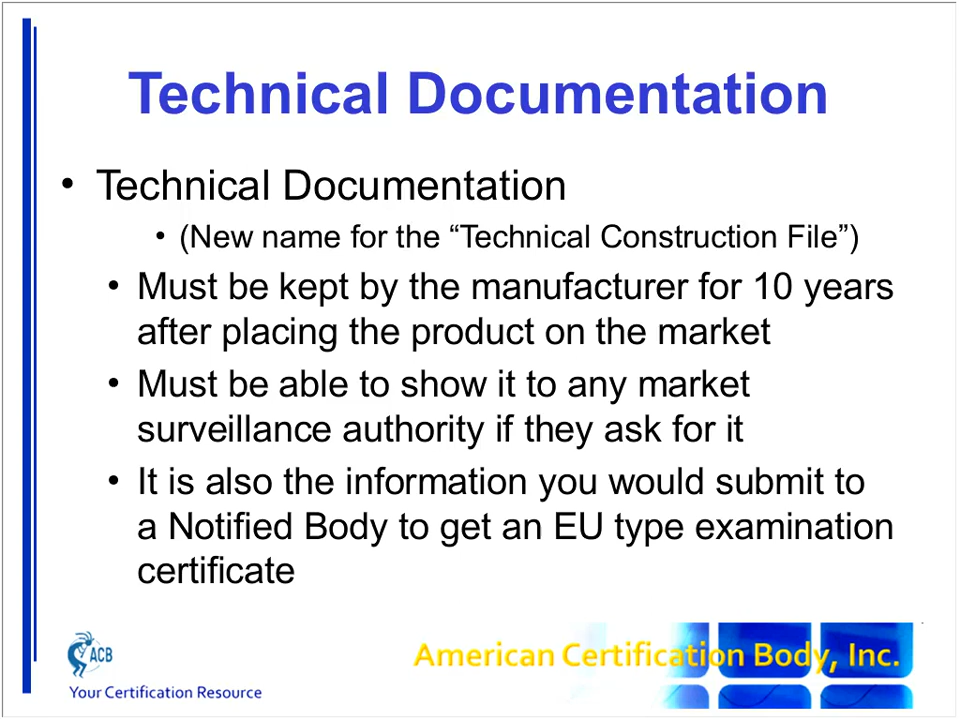 Technical Documentation
• Technical Documentation
• (New name for the “Technical Construction File”)
• Must be kept by the manufacturer for 10 years
after placing the product on the market
• Must be able to show it to any market
surveillance authority if they ask for it
• It is also the information you would submit to
a Notified Body to get an EU type examination
certificate
ACB
American Certification Body, Inc.
Your Certification Resource